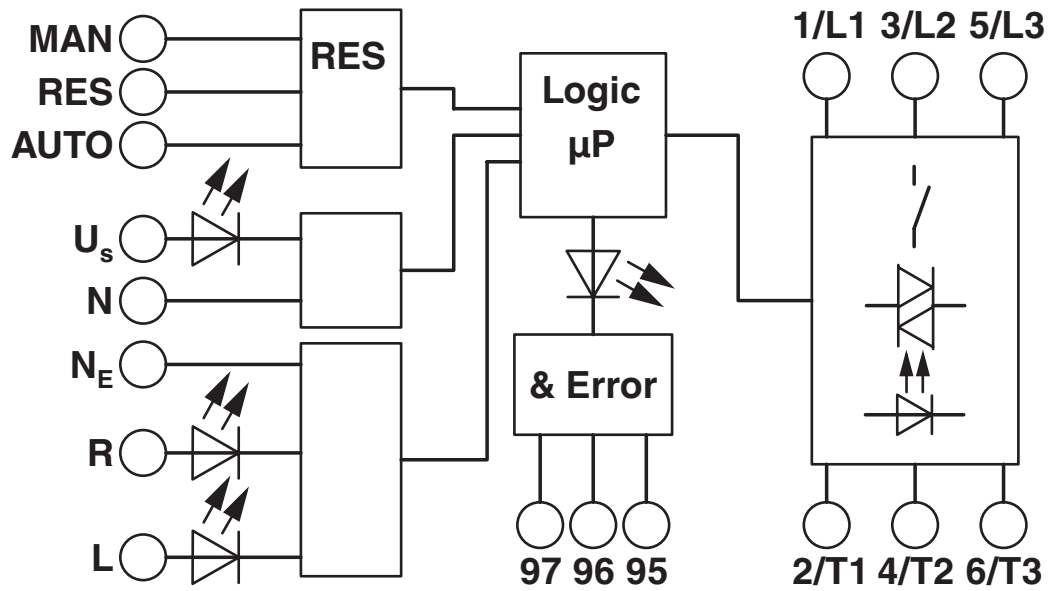 MAN
RES
AUTO
RES
Us
N
NE
R
L
Logic
µP
& Error
97 96 95
1/L1 3/L2 5/L3
2/T1 4/T2 6/T3